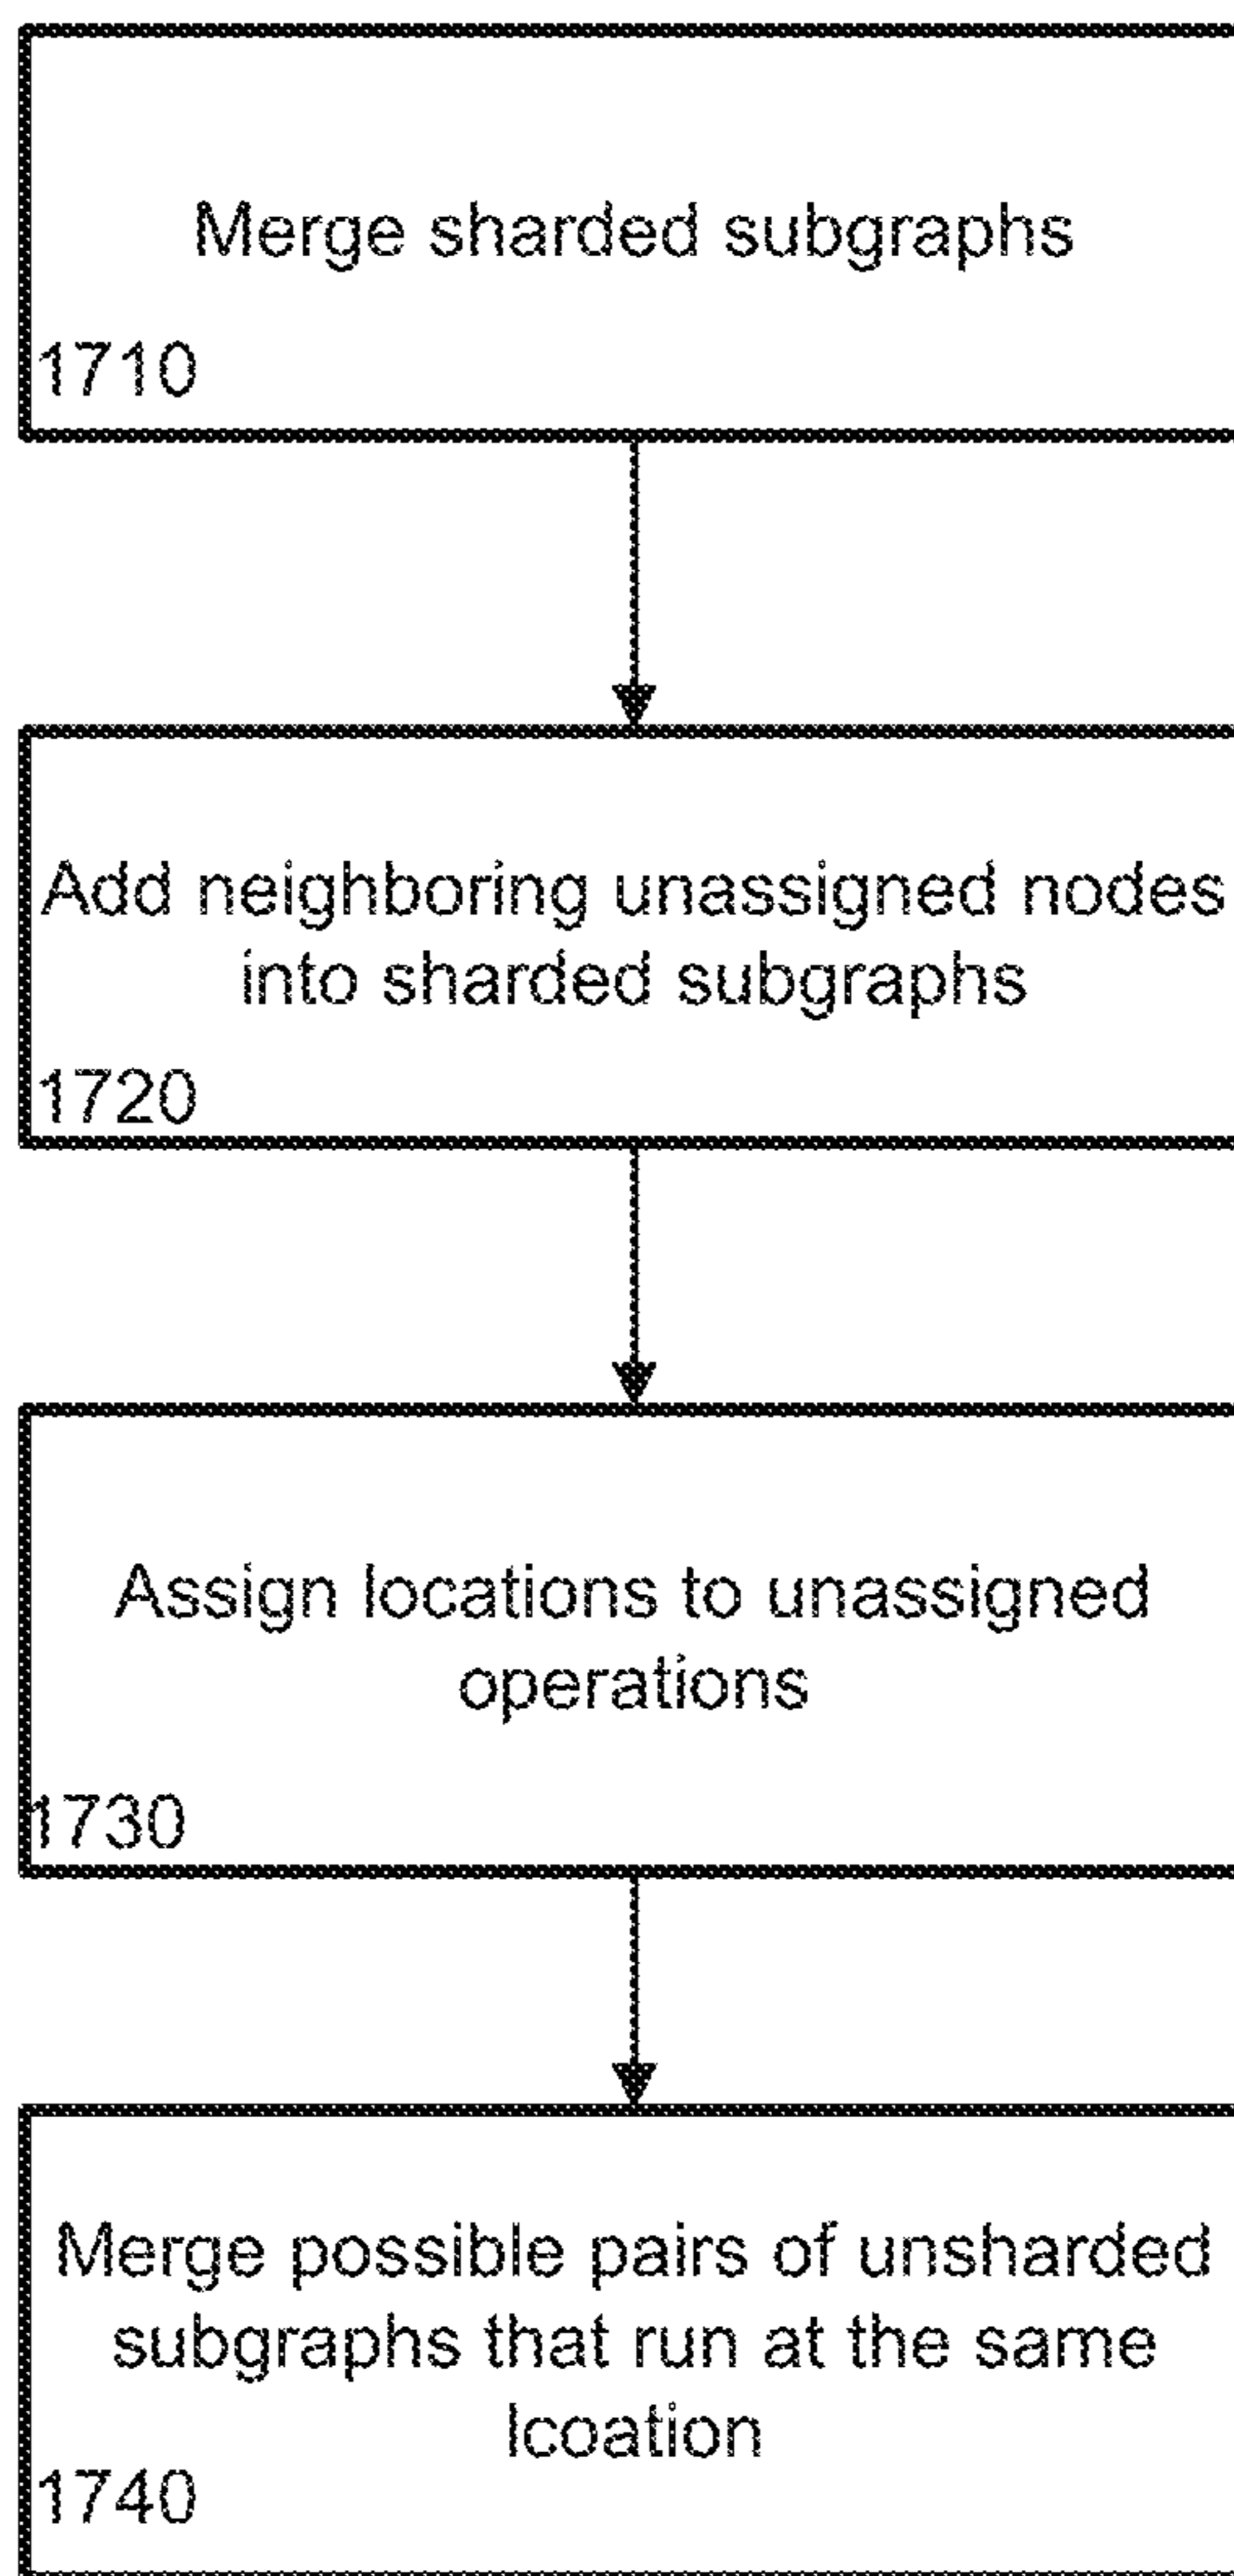 Merge sharded subgraphs
1710
Add neighboring unassigned nodes
into sharded subgraphs
1720
Assign locations to unassigned
operations
1730
Merge possible pairs of unsharded
subgraphs that run at the same
lcoation
1740